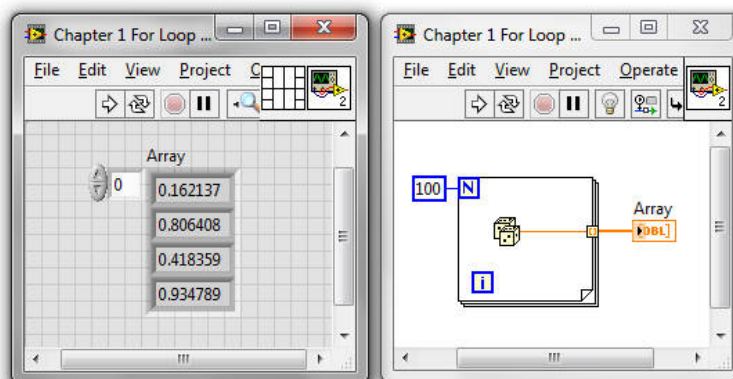 Chapter 1 For Loop ...
File Edit View Project
2
Array
0
0.162137
0.806408
0.418359
0.934789
Chapter 1 For Loop ...
File Edit View Project Operate
2
100 N
Array
DBL]
i